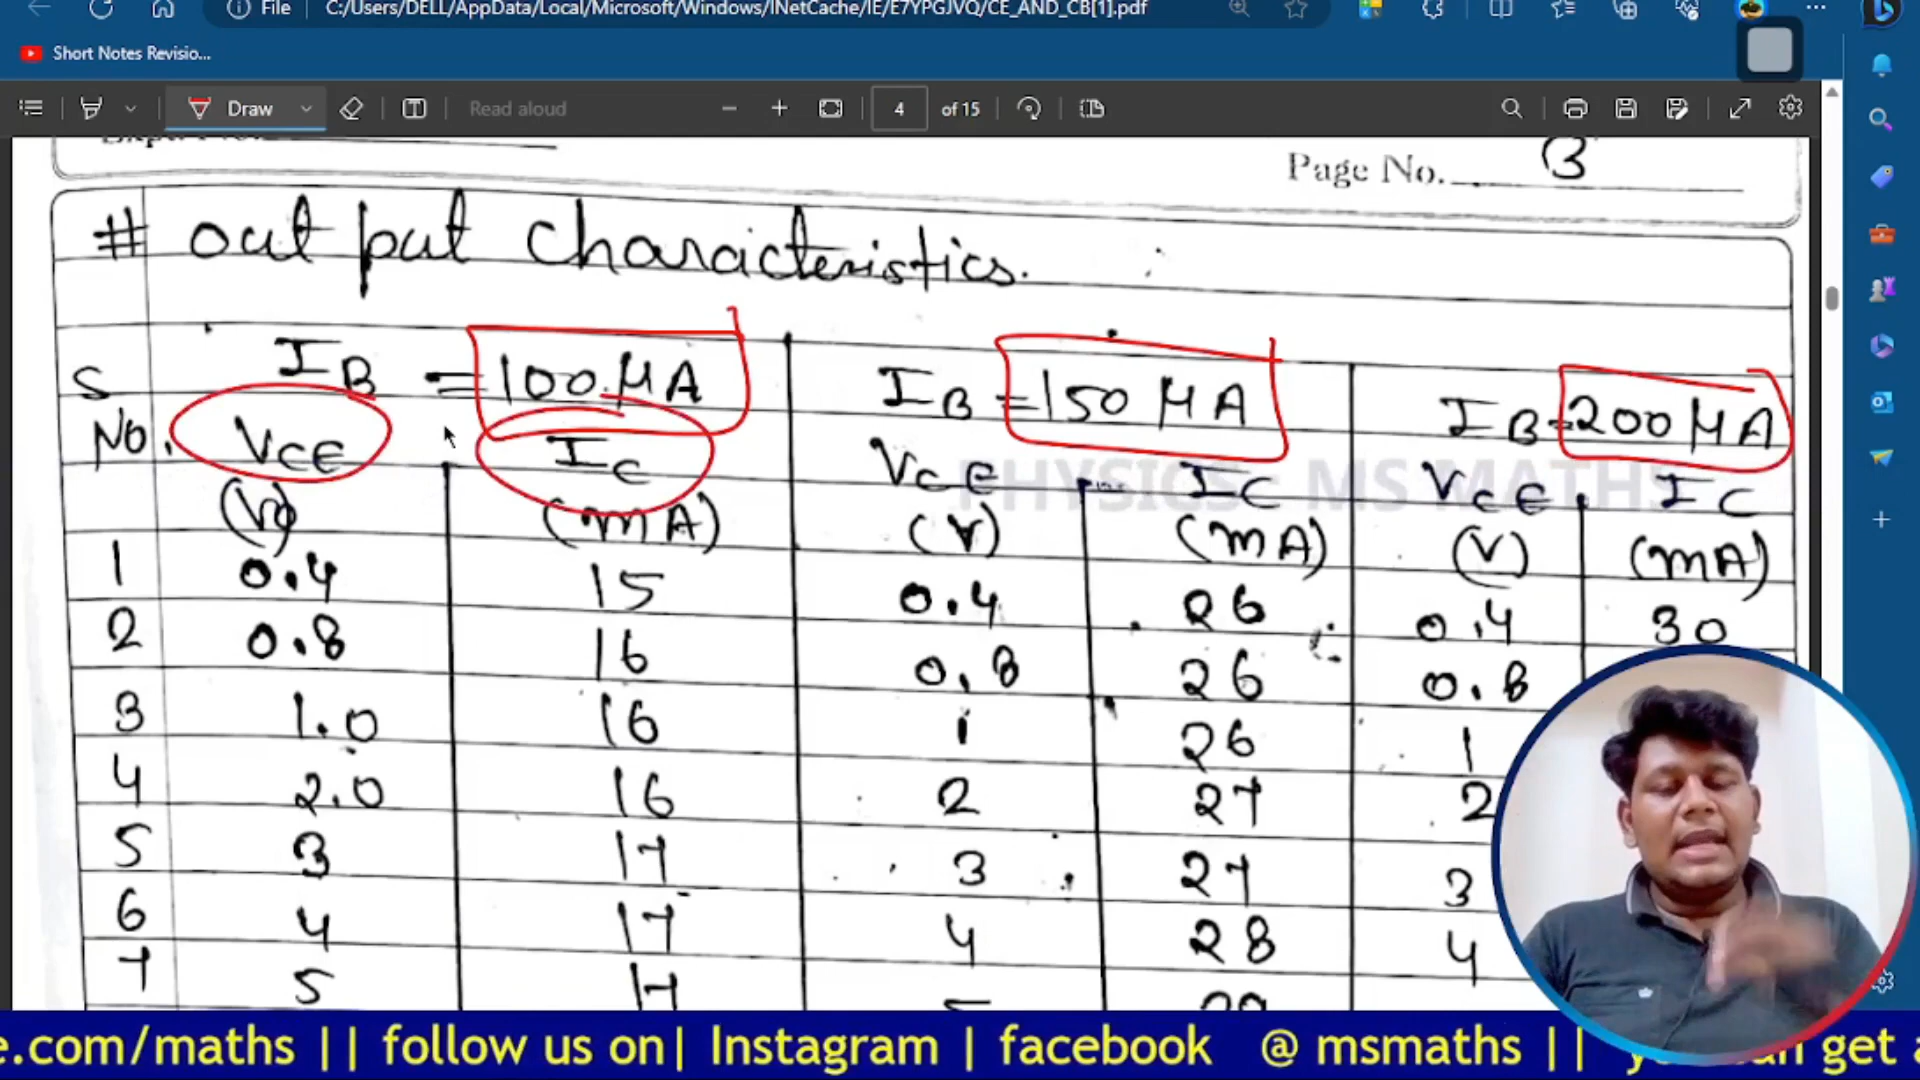 File C:/Users/DELL/AppData/Local/Microsoft/Windows/INetCache/IE/E7YPGJVQ/CE_AND_CB[1].pdf
Short Notes Revisio...
Draw Read aloud 4 of 15
Page No. 3
# out put characteristics.
S No. IB = 100 μA IB = 150 μA IB = 200 μA
VCE IC VCE IC VCE IC
(V) (mA) (V) (mA) (V) (mA)
PHYSICS - MS MATHS
1 0.4 15 0.4 26 0.4 30
2 0.8 16 0.8 26 0.8
3 1.0 16 1 26 1
4 2.0 16 2 27 2
5 3 17 3 27 3
6 4 17 4 28 4
7 5 17
e.com/maths || follow us on| Instagram | facebook @ msmaths || get